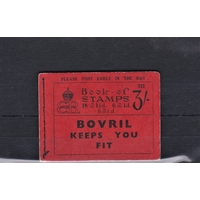 PLEASE POST EARLY IN THE DAY
Book of
STAMPS
3/-
BOVRIL
KEEPS YOU
FIT